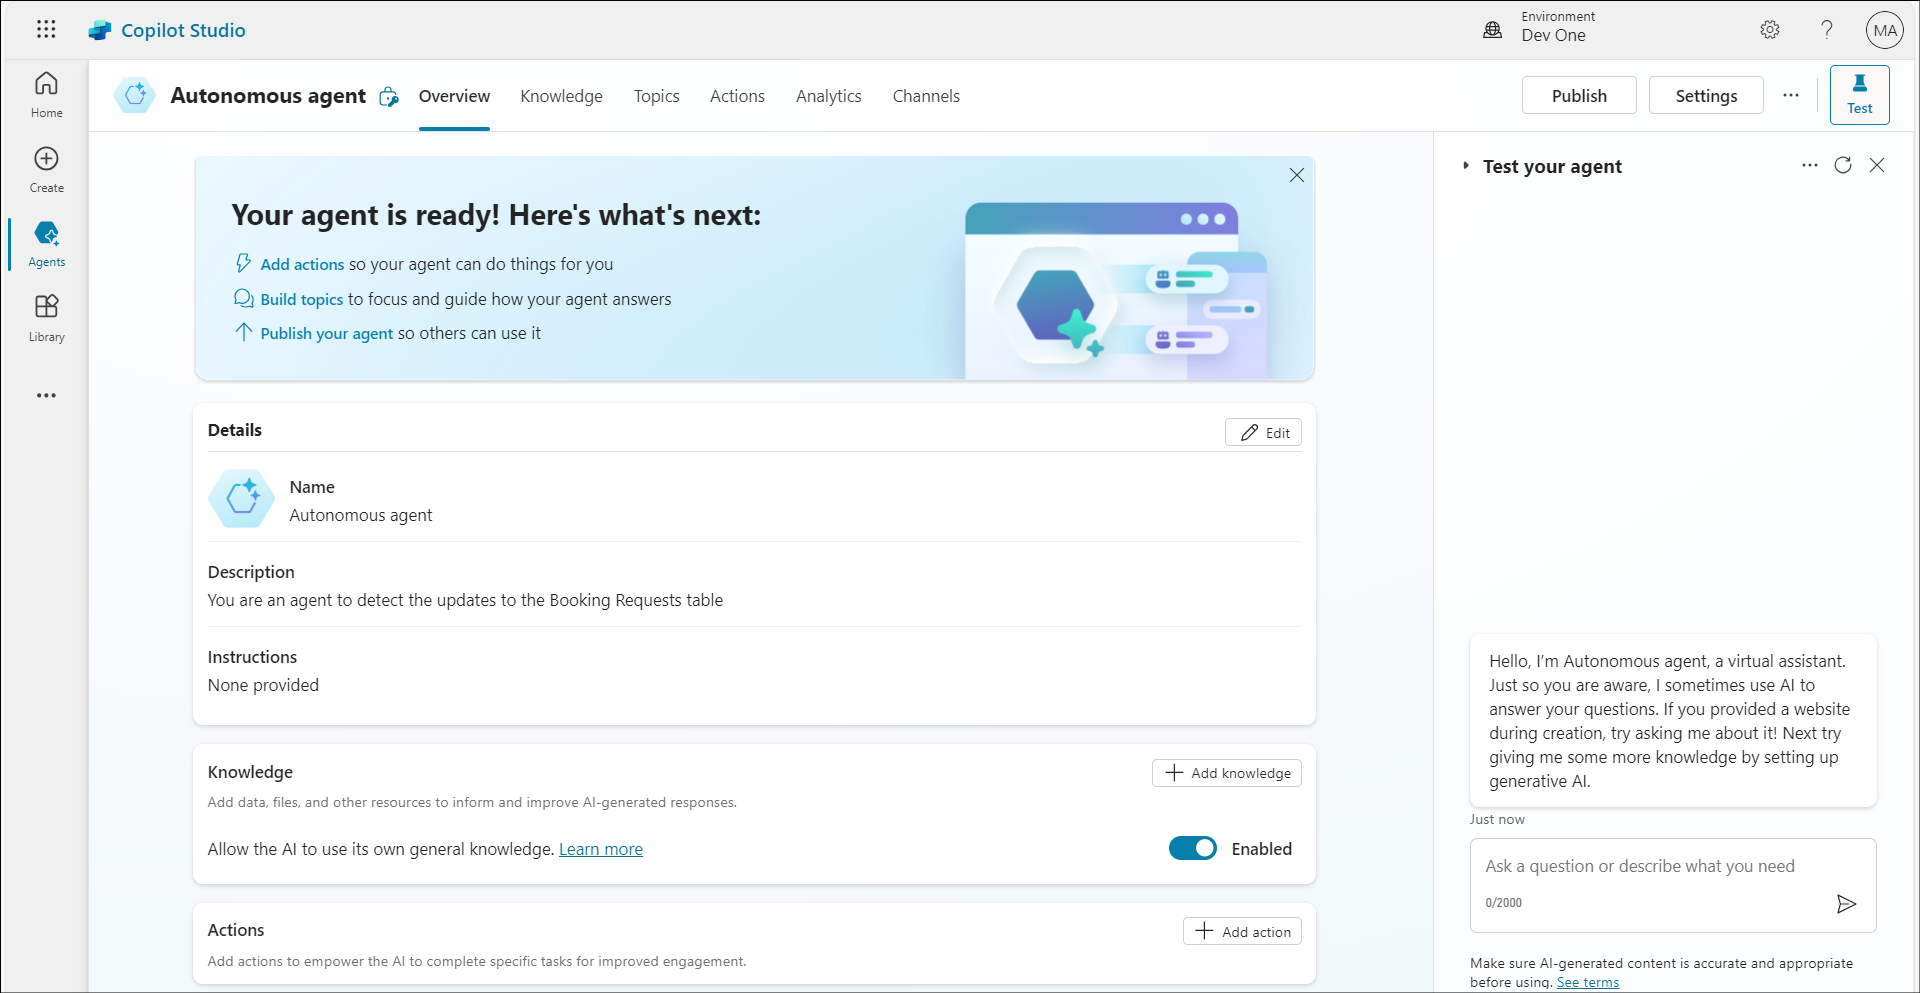 Copilot Studio
Environment
Dev One
MA
Home
Create
Agents
Library
Autonomous agent
Overview
Knowledge
Topics
Actions
Analytics
Channels
Publish
Settings
Test
Your agent is ready! Here's what's next:
Add actions so your agent can do things for you
Build topics to focus and guide how your agent answers
Publish your agent so others can use it
Details
Edit
Name
Autonomous agent
Description
You are an agent to detect the updates to the Booking Requests table
Instructions
None provided
Knowledge
Add knowledge
Add data, files, and other resources to inform and improve AI-generated responses.
Allow the AI to use its own general knowledge. Learn more
Enabled
Actions
Add action
Add actions to empower the AI to complete specific tasks for improved engagement.
Test your agent
Hello, I'm Autonomous agent, a virtual assistant.
Just so you are aware, I sometimes use AI to
answer your questions. If you provided a website
during creation, try asking me about it! Next try
giving me some more knowledge by setting up
generative AI.
Just now
Ask a question or describe what you need
0/2000
Make sure AI-generated content is accurate and appropriate
before using. See terms